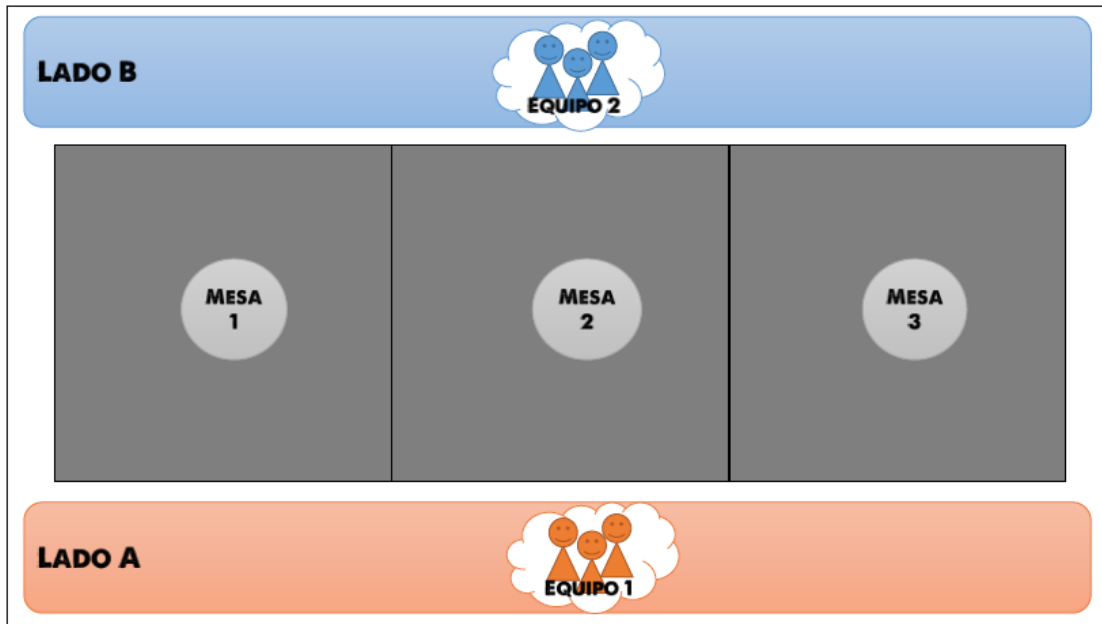 LADO B
EQUIPO 2
MESA
1
MESA
2
MESA
3
LADO A
EQUIPO 1